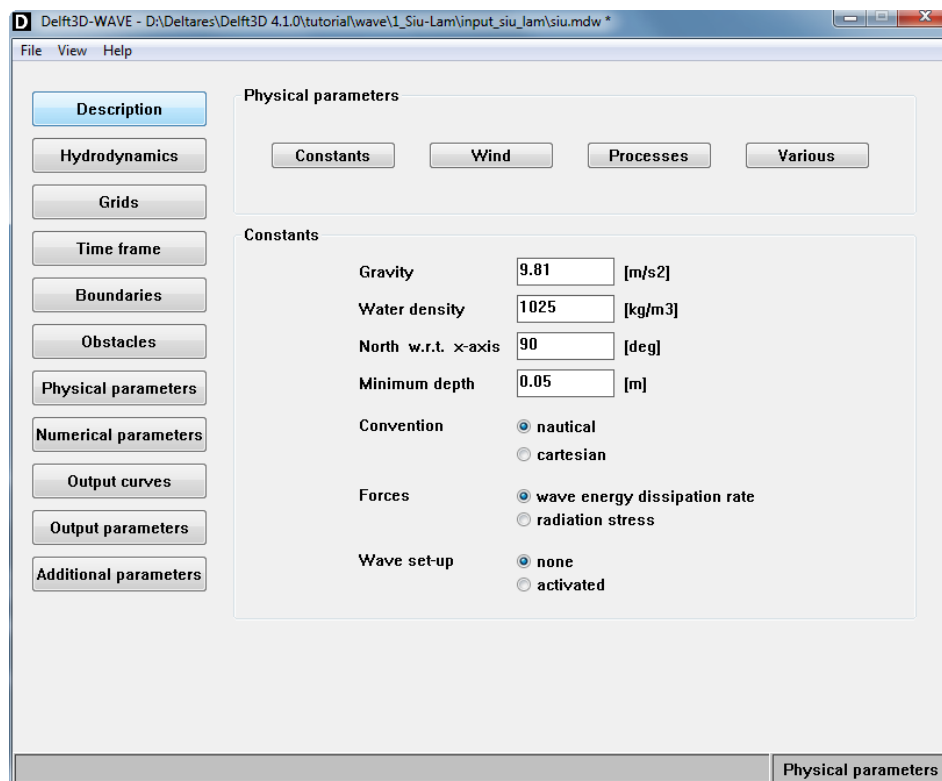 D Delft3D-WAVE - D:\Deltares\Delft3D 4.1.0\tutorial\wave\1_Siu-Lam\input_siu_lam\siu.mdw *
File View Help
Description
Hydrodynamics
Grids
Time frame
Boundaries
Obstacles
Physical parameters
Numerical parameters
Output curves
Output parameters
Additional parameters
Physical parameters
Constants Wind Processes Various
Constants
Gravity 9.81 [m/s2]
Water density 1025 [kg/m3]
North w.r.t. x-axis 90 [deg]
Minimum depth 0.05 [m]
Convention nautical
cartesian
Forces wave energy dissipation rate
radiation stress
Wave set-up none
activated
Physical parameters